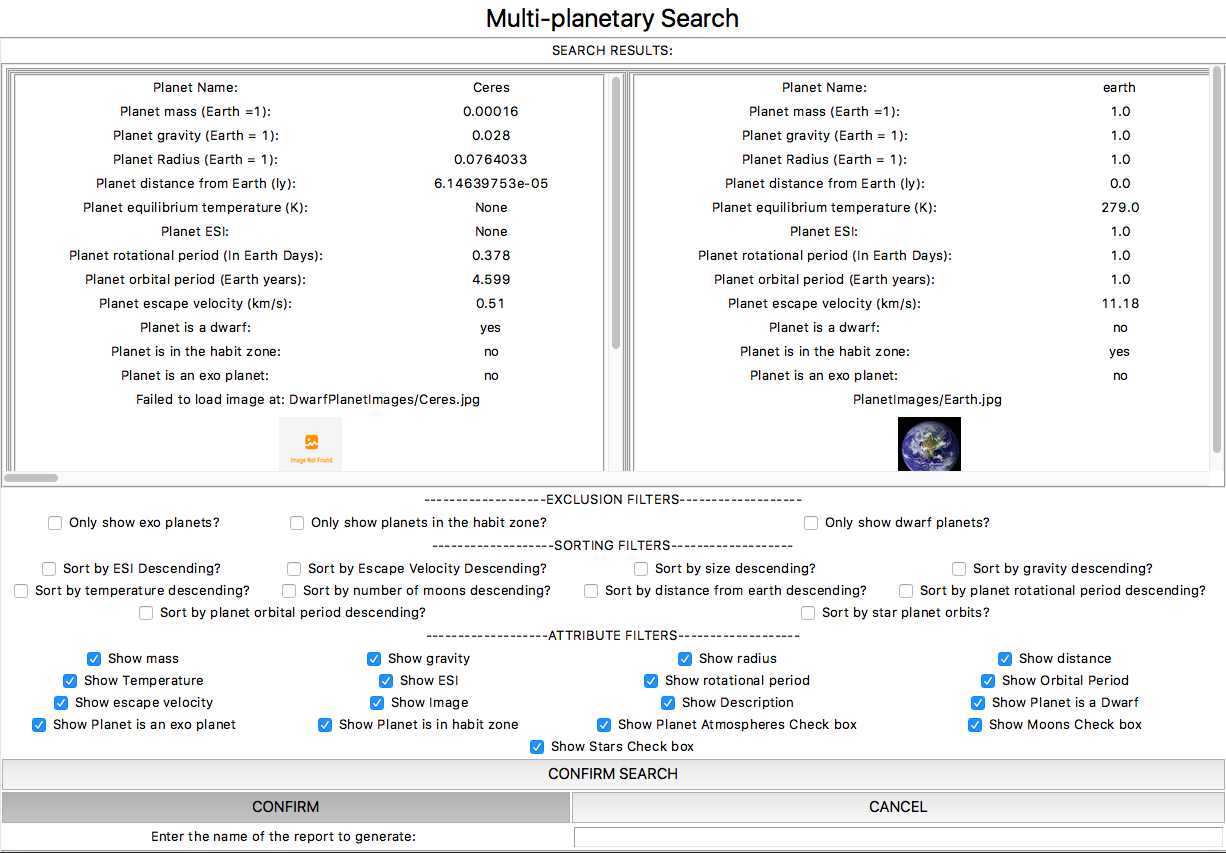 Multi-planetary Search
SEARCH RESULTS:
Planet Name: Ceres
Planet mass (Earth =1): 0.00016
Planet gravity (Earth = 1): 0.028
Planet Radius (Earth = 1): 0.0764033
Planet distance from Earth (ly): 6.14639753e-05
Planet equilibrium temperature (K): None
Planet ESI: None
Planet rotational period (In Earth Days): 0.378
Planet orbital period (Earth years): 4.599
Planet escape velocity (km/s): 0.51
Planet is a dwarf: yes
Planet is in the habit zone: no
Planet is an exo planet: no
Failed to load image at: DwarfPlanetImages/Ceres.jpg
Image Not Found
Planet Name: earth
Planet mass (Earth =1): 1.0
Planet gravity (Earth = 1): 1.0
Planet Radius (Earth = 1): 1.0
Planet distance from Earth (ly): 0.0
Planet equilibrium temperature (K): 279.0
Planet ESI: 1.0
Planet rotational period (In Earth Days): 1.0
Planet orbital period (Earth years): 1.0
Planet escape velocity (km/s): 11.18
Planet is a dwarf: no
Planet is in the habit zone: yes
Planet is an exo planet: no
PlanetImages/Earth.jpg
-------------------EXCLUSION FILTERS-------------------
Only show exo planets? Only show planets in the habit zone? Only show dwarf planets?
-------------------SORTING FILTERS-------------------
Sort by ESI Descending? Sort by Escape Velocity Descending? Sort by size descending? Sort by gravity descending?
Sort by temperature descending? Sort by number of moons descending? Sort by distance from earth descending? Sort by planet rotational period descending?
Sort by planet orbital period descending? Sort by star planet orbits?
-------------------ATTRIBUTE FILTERS-------------------
Show mass Show gravity Show radius Show distance
Show Temperature Show ESI Show rotational period Show Orbital Period
Show escape velocity Show Image Show Description Show Planet is a Dwarf
Show Planet is an exo planet Show Planet is in habit zone Show Planet Atmospheres Check box Show Moons Check box
Show Stars Check box
CONFIRM SEARCH
CONFIRM CANCEL
Enter the name of the report to generate: